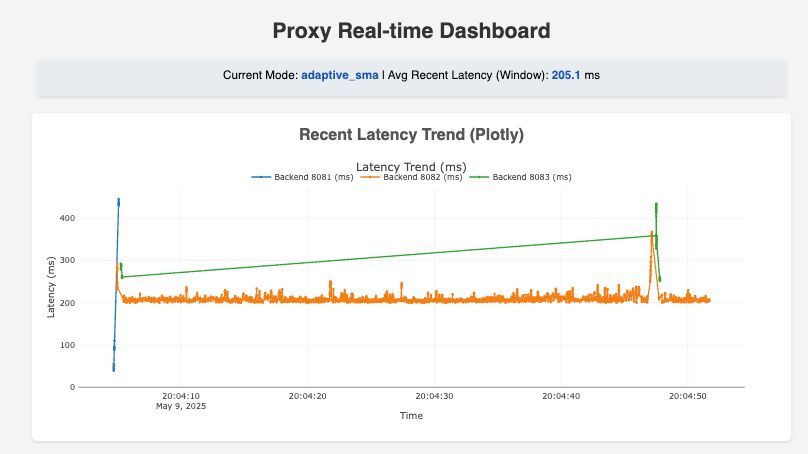 Proxy Real-time Dashboard
Current Mode: adaptive_sma | Avg Recent Latency (Window): 205.1 ms
Recent Latency Trend (Plotly)
Latency Trend (ms)
Backend 8081 (ms) Backend 8082 (ms) Backend 8083 (ms)
400
300
200
100
0
Latency (ms)
20:04:10 20:04:20 20:04:30 20:04:40 20:04:50
May 9, 2025
Time